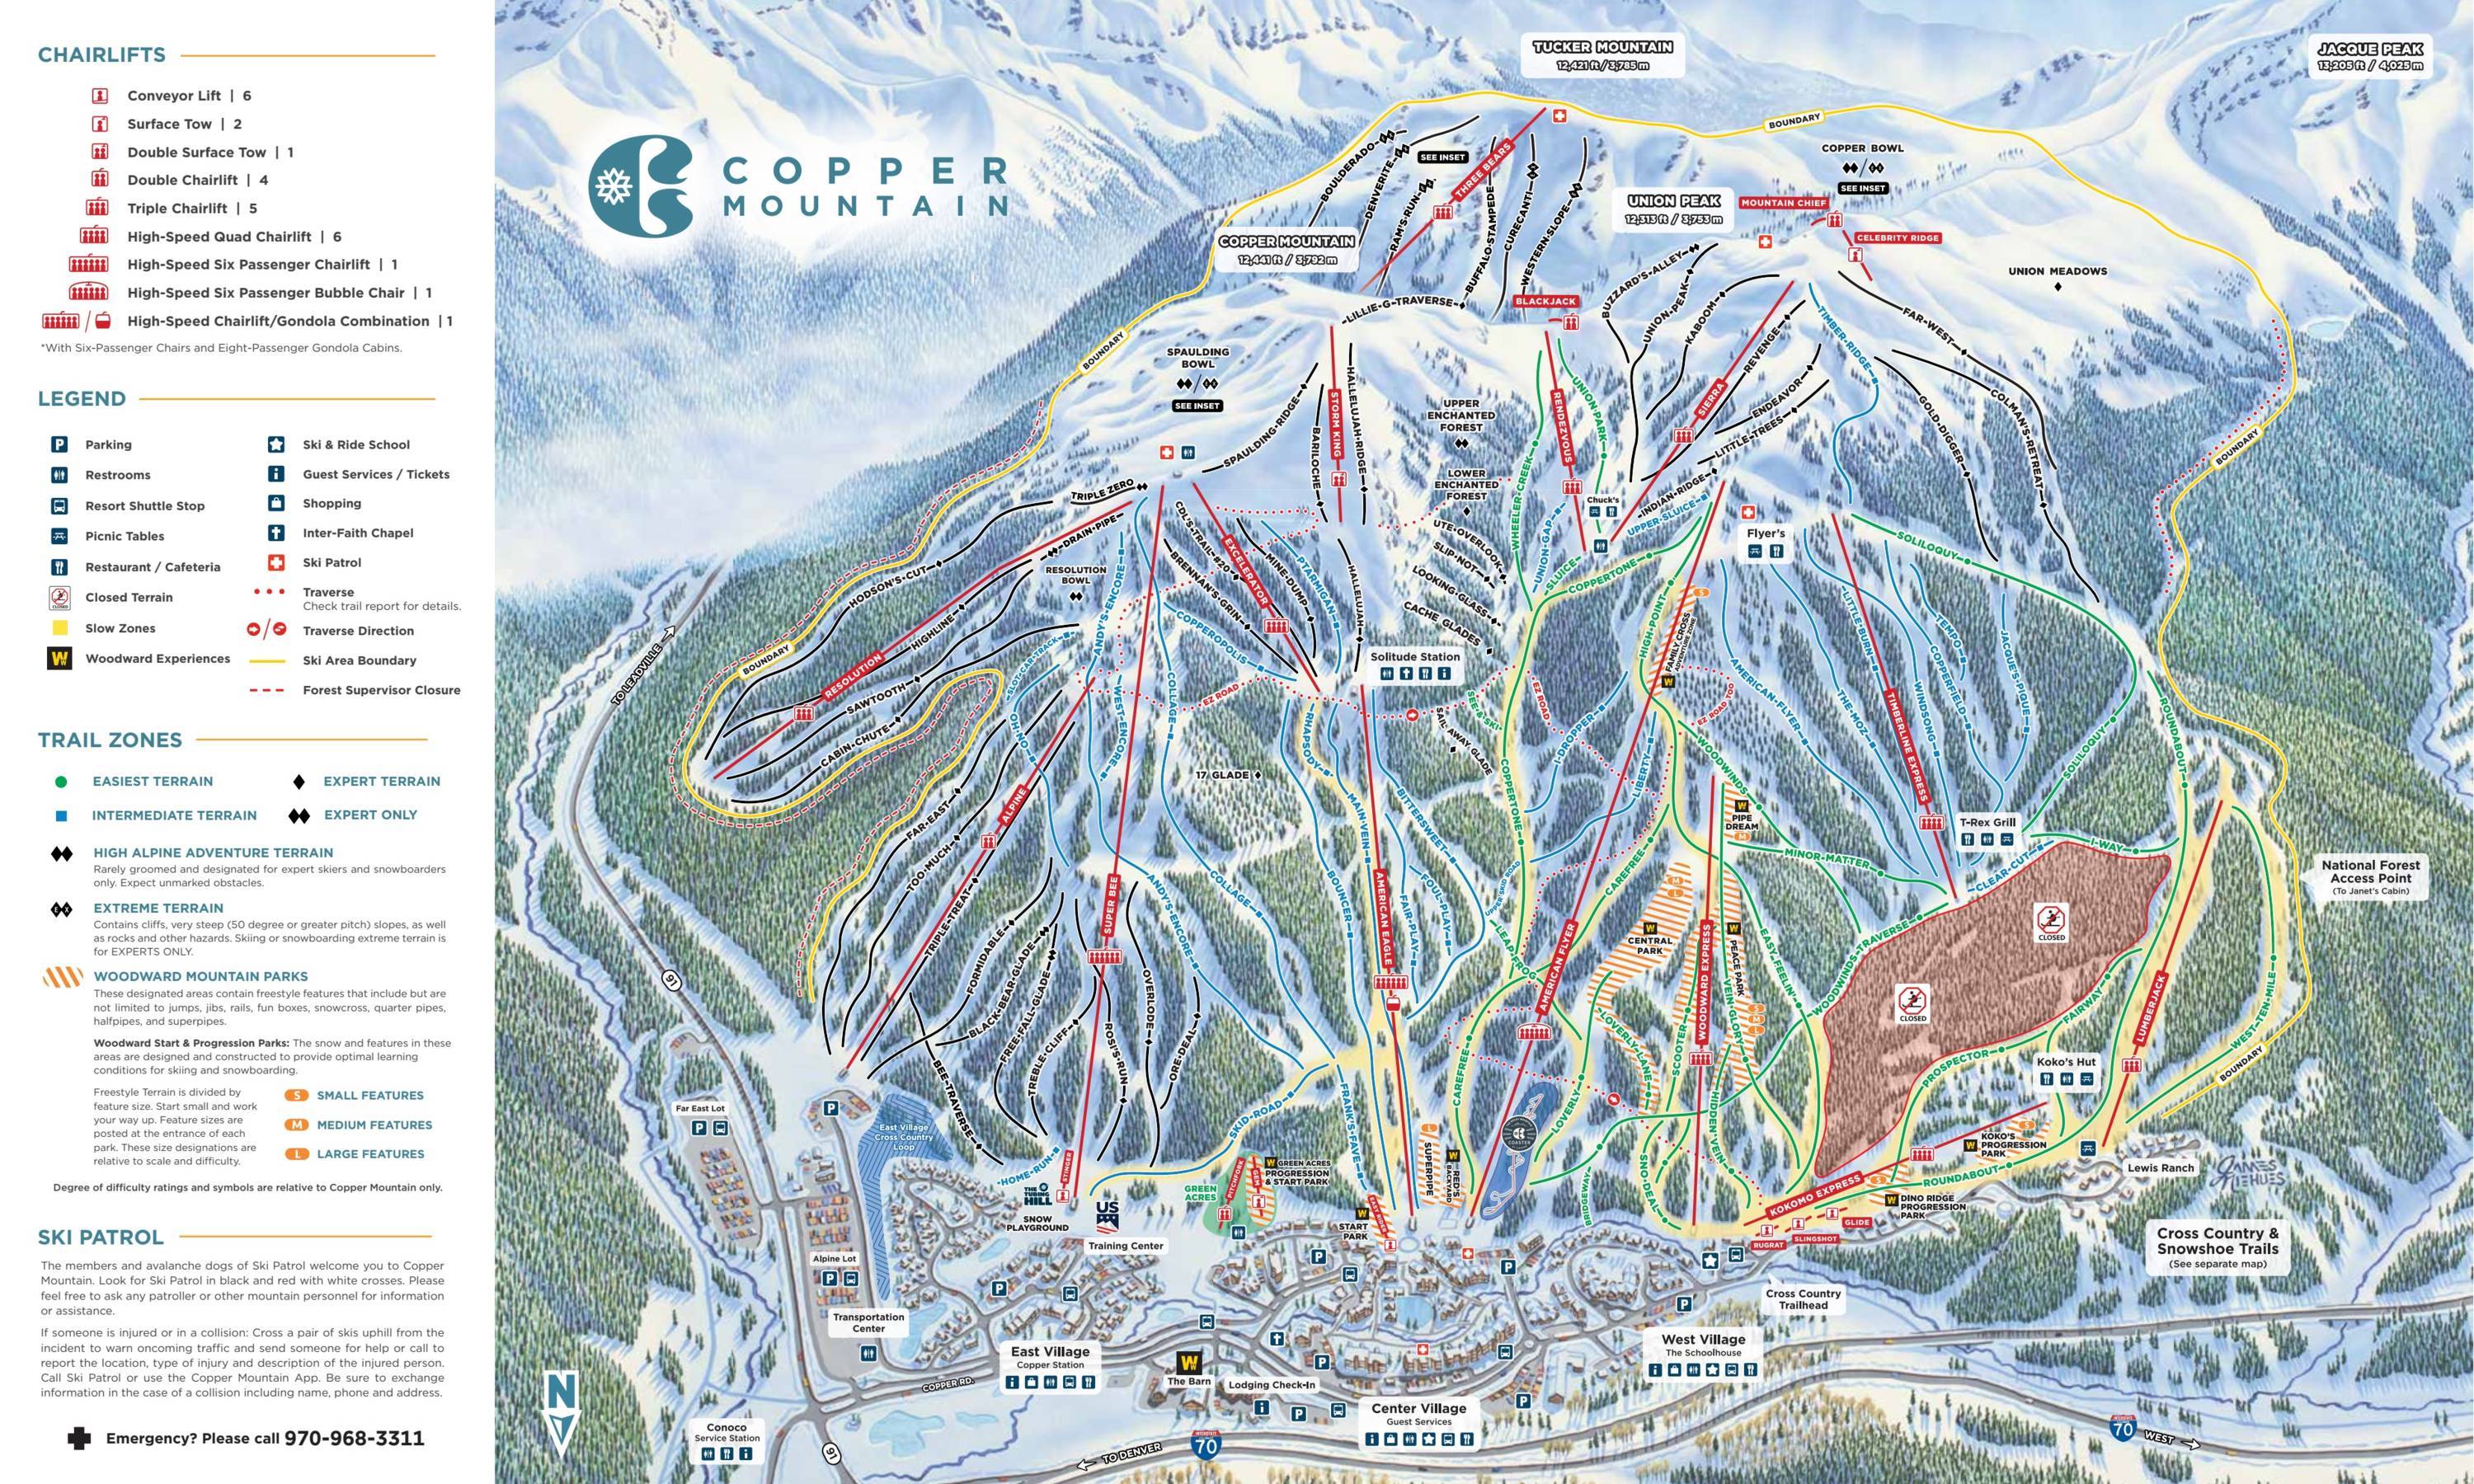 CHAIRLIFTS
Conveyor Lift | 6
Surface Tow | 2
Double Surface Tow | 1
Double Chairlift | 4
Triple Chairlift | 5
High-Speed Quad Chairlift | 6
High-Speed Six Passenger Chairlift | 1
High-Speed Six Passenger Bubble Chair | 1
High-Speed Chairlift/Gondola Combination | 1
*With Six-Passenger Chairs and Eight-Passenger Gondola Cabins.
LEGEND
P Parking
Restrooms
Resort Shuttle Stop
Picnic Tables
Restaurant / Cafeteria
CLOSED Closed Terrain
Slow Zones
W Woodward Experiences
Ski & Ride School
Guest Services / Tickets
Shopping
Inter-Faith Chapel
Ski Patrol
Traverse
Check trail report for details.
Traverse Direction
Ski Area Boundary
Forest Supervisor Closure
TRAIL ZONES
EASIEST TERRAIN
EXPERT TERRAIN
INTERMEDIATE TERRAIN
EXPERT ONLY
HIGH ALPINE ADVENTURE TERRAIN
Rarely groomed and designated for expert skiers and snowboarders
only. Expect unmarked obstacles.
EXTREME TERRAIN
Contains cliffs, very steep (50 degree or greater pitch) slopes, as well
as rocks and other hazards. Skiing or snowboarding extreme terrain is
for EXPERTS ONLY.
WOODWARD MOUNTAIN PARKS
These designated areas contain freestyle features that include but are
not limited to jumps, jibs, rails, fun boxes, snowcross, quarter pipes,
halfpipes, and superpipes.
Woodward Start & Progression Parks: The snow and features in these
areas are designed and constructed to provide optimal learning
conditions for skiing and snowboarding.
Freestyle Terrain is divided by
feature size. Start small and work
your way up. Feature sizes are
posted at the entrance of each
park. These size designations are
relative to scale and difficulty.
S SMALL FEATURES
M MEDIUM FEATURES
L LARGE FEATURES
Degree of difficulty ratings and symbols are relative to Copper Mountain only.
SKI PATROL
The members and avalanche dogs of Ski Patrol welcome you to Copper
Mountain. Look for Ski Patrol in black and red with white crosses. Please
feel free to ask any patroller or other mountain personnel for information
or assistance.
If someone is injured or in a collision: Cross a pair of skis uphill from the
incident to warn oncoming traffic and send someone for help or call to
report the location, type of injury and description of the injured person.
Call Ski Patrol or use the Copper Mountain App. Be sure to exchange
information in the case of a collision including name, phone and address.
Emergency? Please call 970-968-3311
COPPER
MOUNTAIN
TUCKER MOUNTAIN
12,421 ft / 3,785 m
JACQUE PEAK
13,205 ft / 4,025 m
BOUNDARY
COPPER BOWL
SEE INSET
BOULDERADO
DENVERITE
SEE INSET
THREE BEARS
RAM'S-RUN
BUFFALO-STAMPEDE
CURECANTI
WESTERN-SLOPE
UNION PEAK
12,313 ft / 3,753 m
MOUNTAIN CHIEF
CELEBRITY RIDGE
UNION MEADOWS
COPPER MOUNTAIN
12,441 ft / 3,792 m
LILLIE-G-TRAVERSE
BLACKJACK
BUZZARD'S-ALLEY
UNION-PEAK
KABOOM
REVENGE
TIMBER-RIDGE
FAR-WEST
BOUNDARY
SPAULDING
BOWL
SEE INSET
SPAULDING-RIDGE
STORM KING
BARILOCHE
HALLELUJAH-RIDGE
UPPER
ENCHANTED
FOREST
LOWER
ENCHANTED
FOREST
WHEELER-CREEK
RENDEZVOUS
UNION-PARK
SIERRA
ENDEAVOR
LITTLE-TREES
GOLD-DIGGER
COLMAN'S-RETREAT
BOUNDARY
TRIPLE ZERO
DRAIN-PIPE
HODSON'S-CUT
RESOLUTION
BOWL
HIGHLINE
RESOLUTION
SAWTOOTH
CABIN-CHUTE
BOUNDARY
TO LEADVILLE
CDL'S-TRAIL-#20
EXCELERATOR
BRENNAN'S-GRIN
MINE-DUMP
PTARMIGAN
HALLELUJAH
UTE-OVERLOOK
SLIP-NOT
LOOKING-GLASS
CACHE GLADES
UNION-GAP
Chuck's
INDIAN-RIDGE
UPPER-SLUICE
SLUICE
COPPERTONE
Flyer's
SOLILOQUY
ANDY'S-ENCORE
COPPEROPOLIS
SLOT-CAR-TRACK
OH-NO
WEST-ENCORE
COLLAGE
EZ ROAD
Solitude Station
RHAPSODY
SAIL AWAY GLADE
SEE-&-SKI
EZ ROAD
HIGH-POINT
FAMILY CROSS
ADVENTURE ZONE
S
W
AMERICAN-FLYER
EZ ROAD TOO
THE-MOZ
LITTLE-BURN
WINDSONG
COPPERFIELD
TEMPO
JACQUES-PIQUE
TIMBERLINE EXPRESS
SOLILOQUY
ROUNDABOUT
17 GLADE
COPPERTONE
I-DROPPER
LIBERTY
WOODWINDS
W
PIPE
DREAM
M
T-Rex Grill
FAR-EAST
ALPINE
TOO-MUCH
TRIPLE-TREAT
MAIN-VEIN
BITTERSWEET
BOUNCER
AMERICAN EAGLE
FAIR-PLAY
FOUL-PLAY
UPPER SKID ROAD
LEAP-FROG
CAREFREE
MINOR-MATTER
CLEAR-CUT
I-WAY
National Forest
Access Point
(To Janet's Cabin)
SUPER BEE
ANDY'S-ENCORE
COLLAGE
FORMIDABLE
BLACK-BEAR-GLADE
FREE-FALL-GLADE
TREBLE-CLIFF
ROSI'S-RUN
OVERLODE
ORE-DEAL
BEE-TRAVERSE
AMERICAN FLYER
W
CENTRAL
PARK
M
L
WOODWARD EXPRESS
W PEACE PARK
VEIN-GLORY
S
M
L
EASY-FEELIN'
WOODWINDS-TRAVERSE
CLOSED
CLOSED
FAIRWAY
PROSPECTOR
LUMBERJACK
WEST-TEN-MILE
BOUNDARY
Koko's Hut
91
P
Far East Lot
P
East Village
Cross Country
Loop
HOME-RUN
STINGER
THE
TUBING
HILL
SNOW
PLAYGROUND
US
Training Center
SKID-ROAD
FRANK'S-FAVE
GREEN
ACRES
PITCHFORK
W GREEN ACRES
PROGRESSION
& START PARK
L
SUPERPIPE
W
RED'S
BACKYARD
CAREFREE
COASTER
LOVERLY
LOVERLY-LANE
SCOOTER
HIDDEN-VEIN
SONS-DEAL
BRIDGEWAY
W
START
PARK
KOKOMO EXPRESS
RUGRAT
SLINGSHOT
GLIDE
S
W DINO RIDGE
PROGRESSION
PARK
W KOKO'S
PROGRESSION
PARK
S
ROUNDABOUT
Lewis Ranch
JAMES
NIEHUES
Cross Country &
Snowshoe Trails
(See separate map)
Alpine Lot
P
Transportation
Center
Cross Country
Trailhead
P
P
P
P
P
P
P
West Village
The Schoolhouse
East Village
Copper Station
COPPER RD.
W
The Barn
Lodging Check-In
P
Center Village
Guest Services
N
Conoco
Service Station
91
TO DENVER
INTERSTATE
70
INTERSTATE
70
WEST